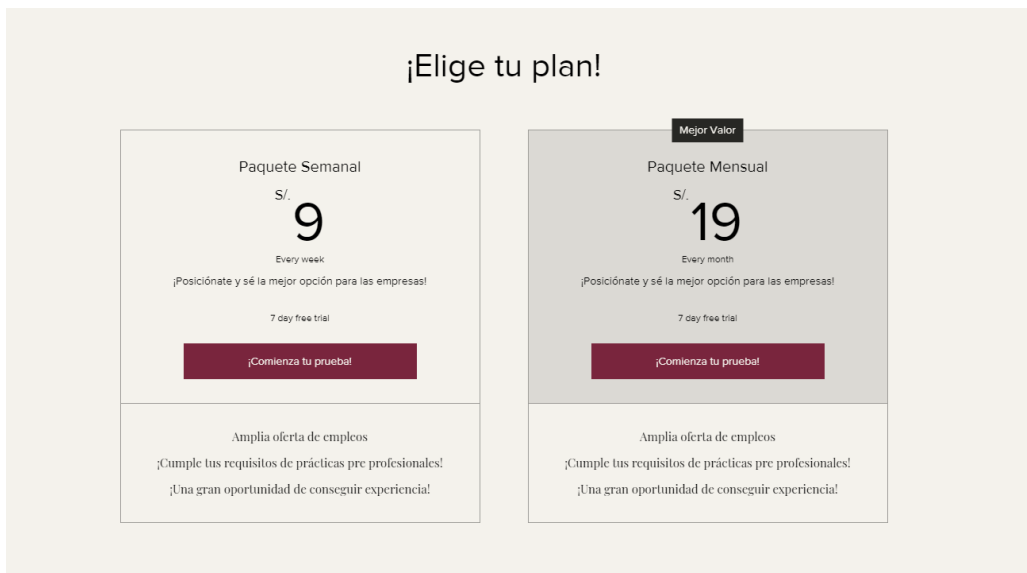 ¡Elige tu plan!
Paquete Semanal
S/.
9
Every week
¡Posiciónate y sé la mejor opción para las empresas!
7 day free trial
¡Comienza tu prueba!
Amplia oferta de empleos
¡Cumple tus requisitos de prácticas pre profesionales!
¡Una gran oportunidad de conseguir experiencia!
Mejor Valor
Paquete Mensual
S/.
19
Every month
¡Posiciónate y sé la mejor opción para las empresas!
7 day free trial
¡Comienza tu prueba!
Amplia oferta de empleos
¡Cumple tus requisitos de prácticas pre profesionales!
¡Una gran oportunidad de conseguir experiencia!